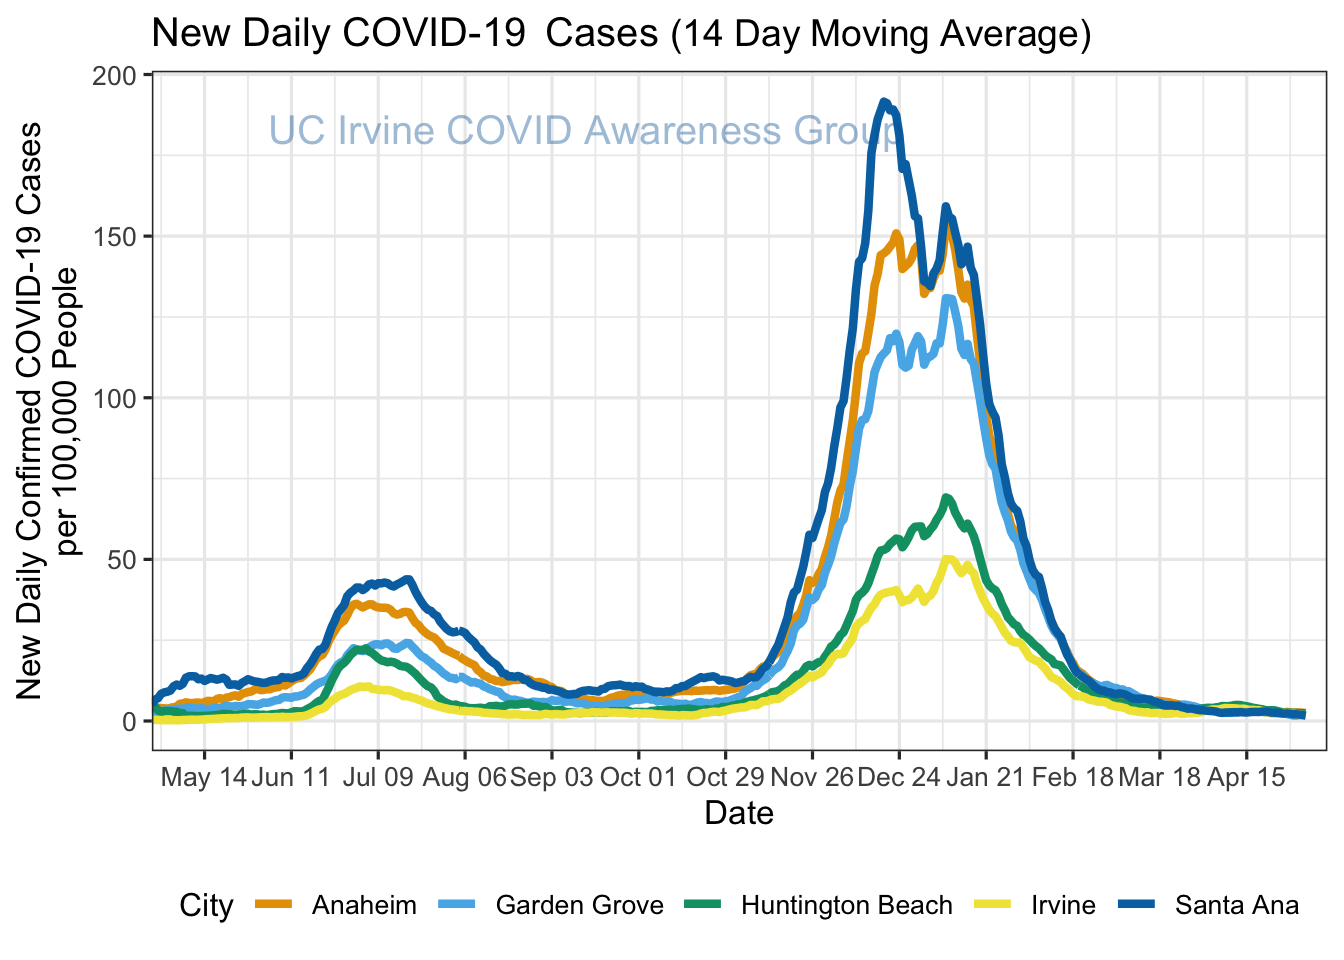 New Daily COVID-19 Cases (14 Day Moving Average)
UC Irvine COVID Awareness Group
New Daily Confirmed COVID-19 Cases
per 100,000 People
200
150
100
50
0
May 14 Jun 11 Jul 09 Aug 06 Sep 03 Oct 01 Oct 29 Nov 26 Dec 24 Jan 21 Feb 18 Mar 18 Apr 15
Date
City Anaheim Garden Grove Huntington Beach Irvine Santa Ana